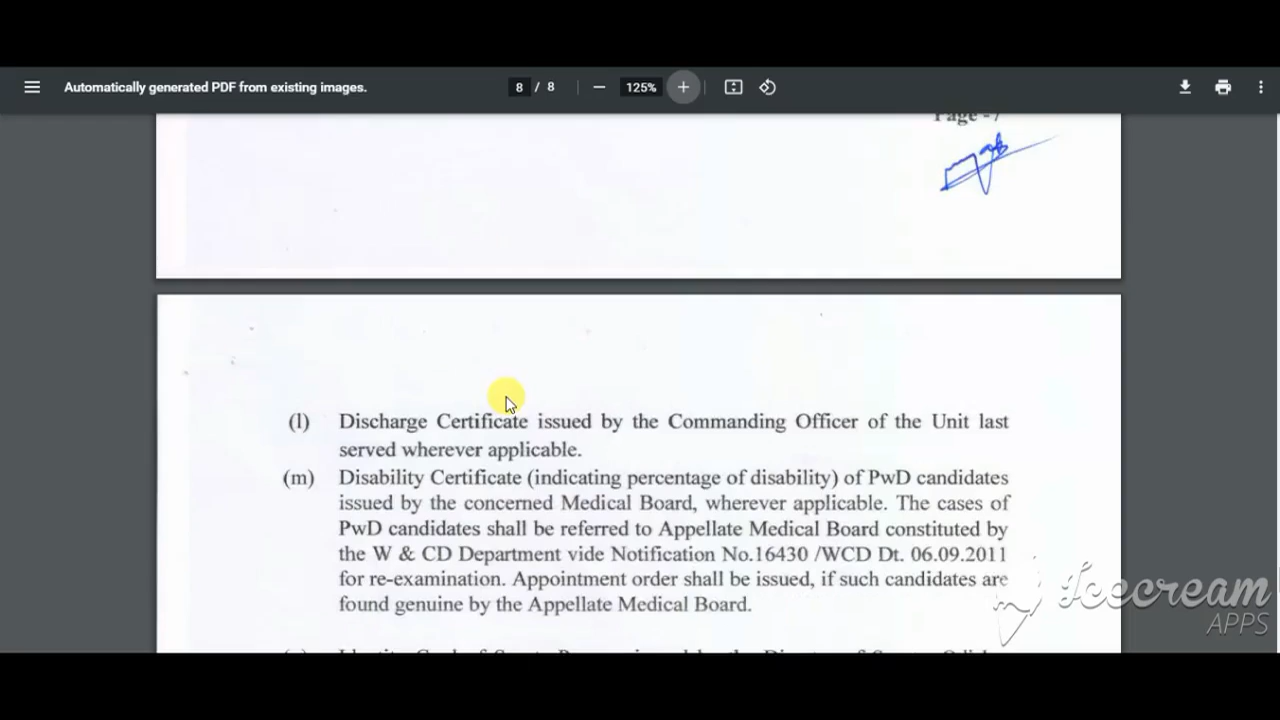 Automatically generated PDF from existing images.
8 / 8
125%
Page -7
(l) Discharge Certificate issued by the Commanding Officer of the Unit last
served wherever applicable.
(m) Disability Certificate (indicating percentage of disability) of PwD candidates
issued by the concerned Medical Board, wherever applicable. The cases of
PwD candidates shall be referred to Appellate Medical Board constituted by
the W & CD Department vide Notification No.16430 /WCD Dt. 06.09.2011
for re-examination. Appointment order shall be issued, if such candidates are
found genuine by the Appellate Medical Board.
Icecream
APPS